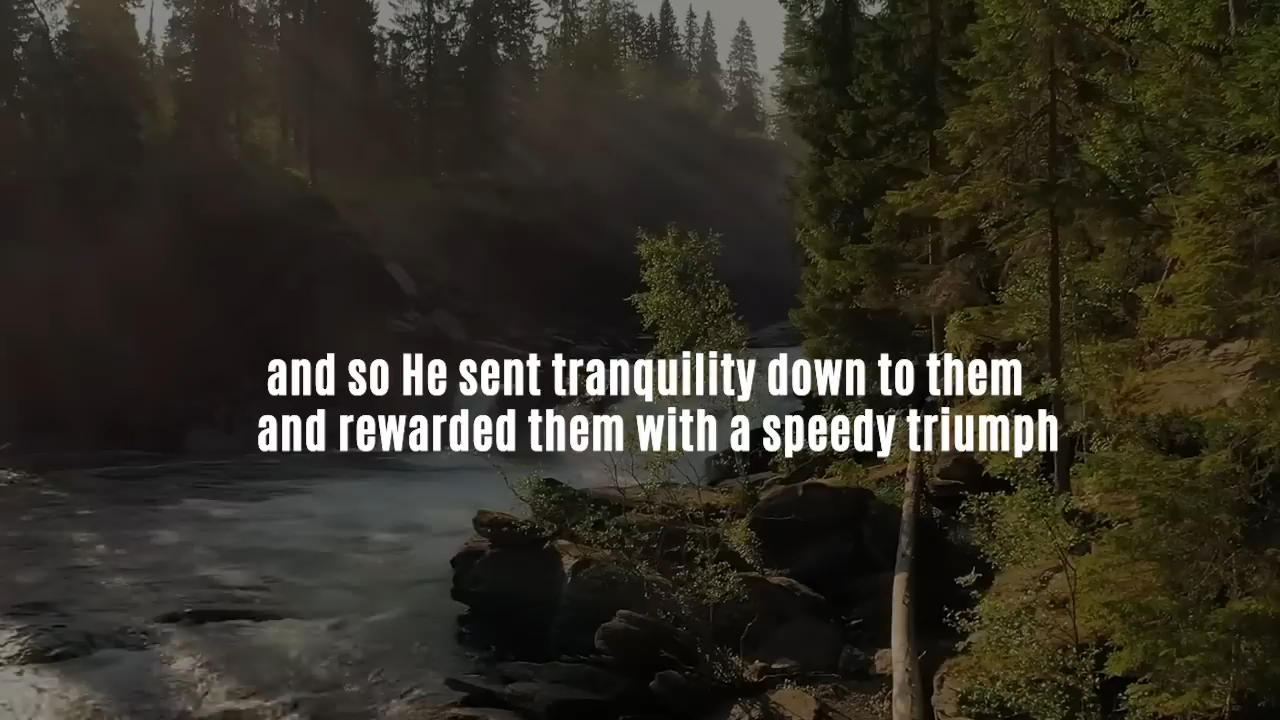 and so He sent tranquility down to them
and rewarded them with a speedy triumph